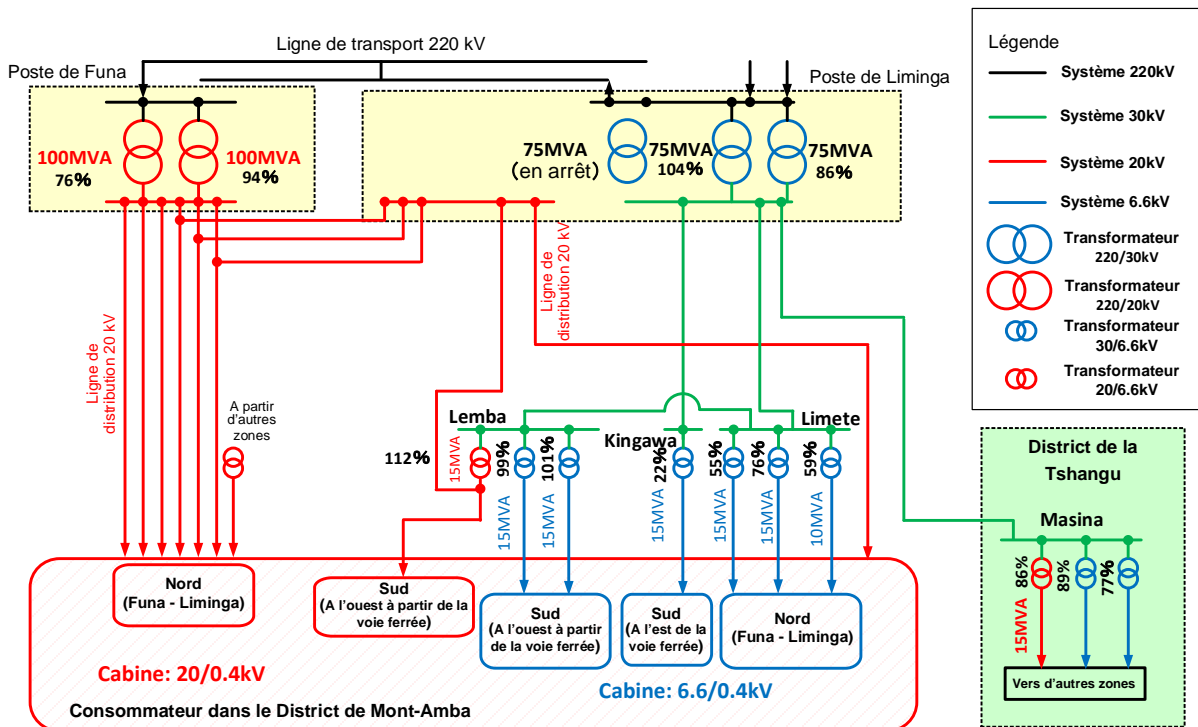 Ligne de transport 220 kV
Poste de Funa
Poste de Liminga
100MVA
76%
100MVA
94%
75MVA
(en arrêt)
75MVA
104%
75MVA
86%
Ligne de
distribution 20 kV
Ligne de
distribution 20 kV
A partir
d'autres
zones
Lemba
Kingawa
Limete
112%
15MVA
99%
101%
22%
55%
76%
59%
15MVA
15MVA
15MVA
15MVA
15MVA
10MVA
Nord
(Funa - Liminga)
Sud
(A l'ouest à partir de la
voie ferrée)
Sud
(A l'ouest à partir
de la voie ferrée)
Sud
(A l'est de la
voie ferrée)
Nord
(Funa - Liminga)
Cabine: 20/0.4kV
Cabine: 6.6/0.4kV
Consommateur dans le District de Mont-Amba
Légende
Système 220kV
Système 30kV
Système 20kV
Système 6.6kV
Transformateur
220/30kV
Transformateur
220/20kV
Transformateur
30/6.6kV
Transformateur
20/6.6kV
District de la
Tshangu
Masina
86%
89%
77%
15MVA
Vers d'autres zones